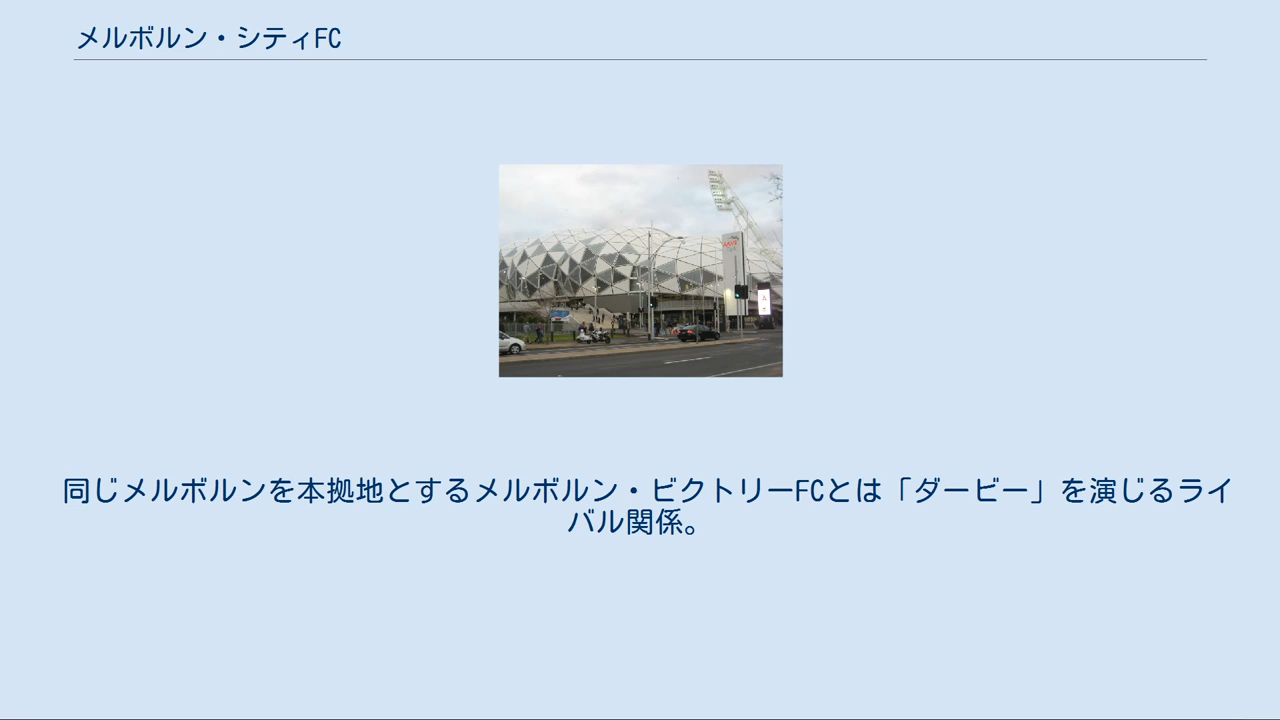 メルボルン・シティFC
同じメルボルンを本拠地とするメルボルン・ビクトリーFCとは「ダービー」を演じるライ
バル関係。